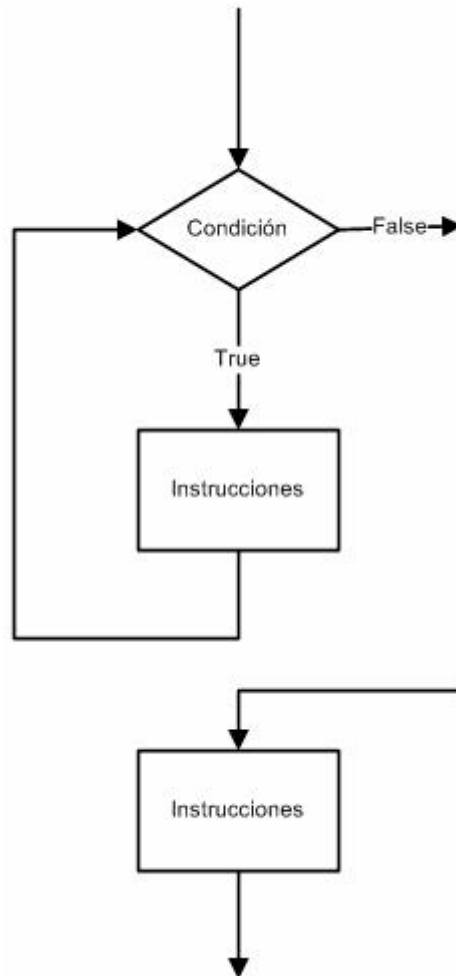 Condición
False
True
Instrucciones
Instrucciones